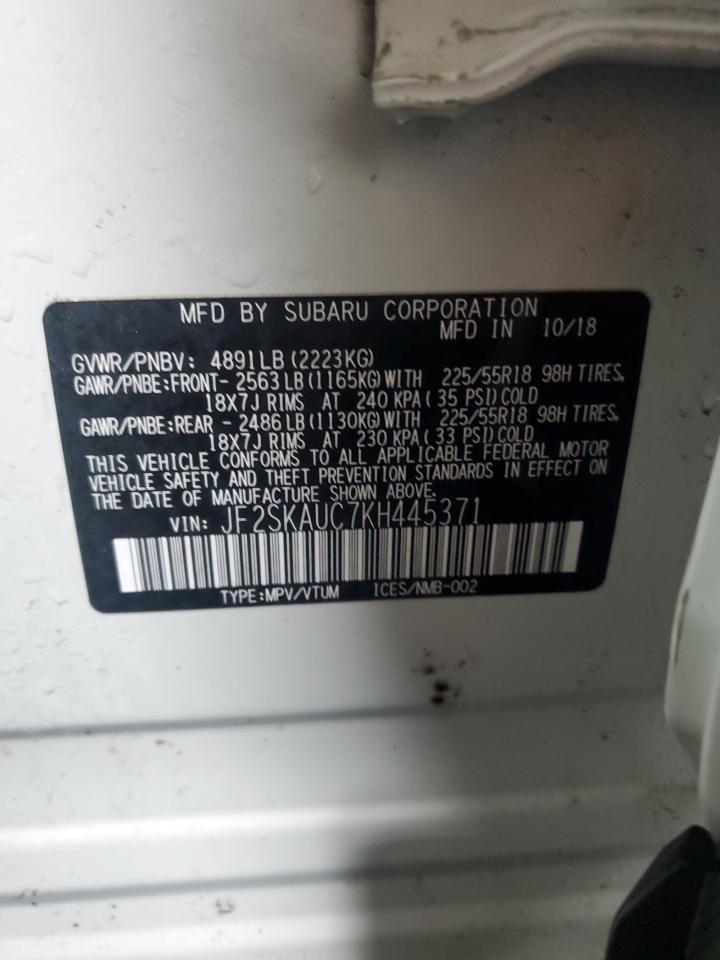 MFD BY SUBARU CORPORATION
MFD IN 10/18
GVWR/PNBV: 4891LB (2223KG)
GAWR/PNBE:FRONT- 2563LB(1165KG)WITH 225/55R18 98H TIRES,
18X7J RIMS AT 240 KPA( 35 PSI)COLD
GAWR/PNBE:REAR - 2486LB(1130KG)WITH 225/55R18 98H TIRES,
18X7J RIMS AT 230 KPA( 33 PSI)COLD
THIS VEHICLE CONFORMS TO ALL APPLICABLE FEDERAL MOTOR
VEHICLE SAFETY AND THEFT PREVENTION STANDARDS IN EFFECT ON
THE DATE OF MANUFACTURE SHOWN ABOVE.
VIN: JF2SKAUC7KH445371
TYPE:MPV/VTUM ICES/NMB-002